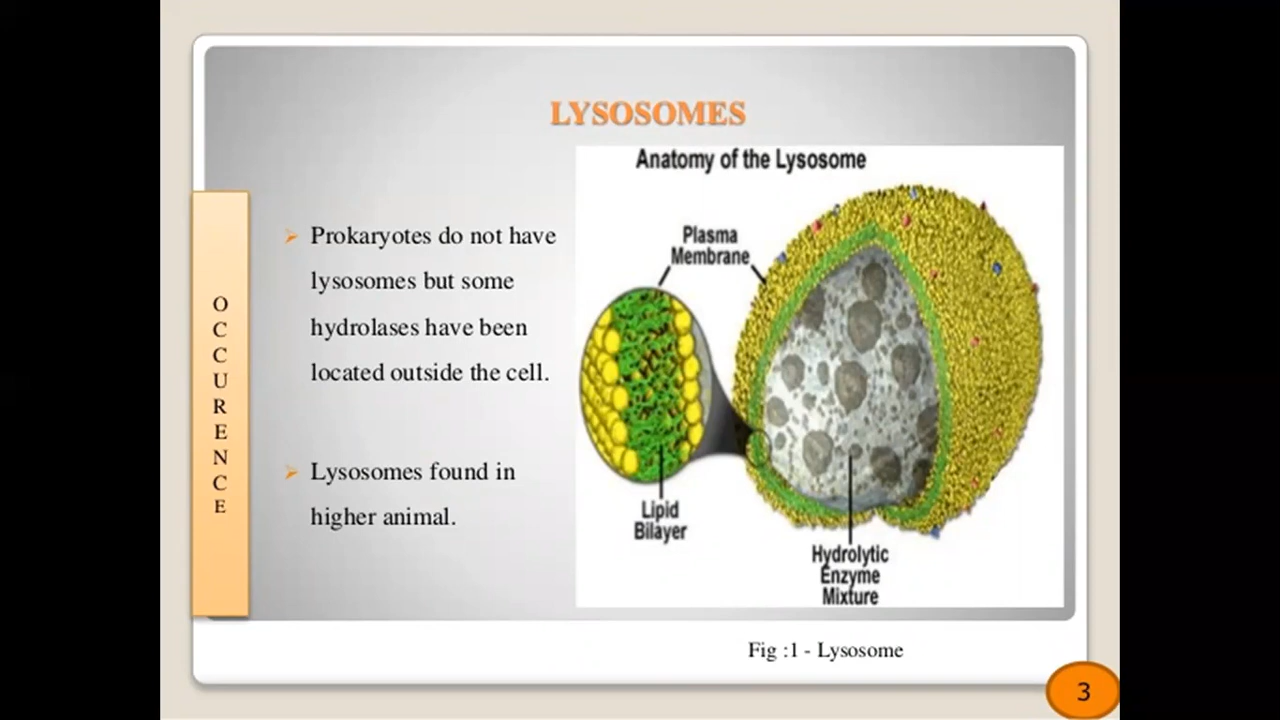 LYSOSOMES
O
C
C
U
R
E
N
C
E
Prokaryotes do not have
lysosomes but some
hydrolases have been
located outside the cell.
Lysosomes found in
higher animal.
Anatomy of the Lysosome
Plasma
Membrane
Lipid
Bilayer
Hydrolytic
Enzyme
Mixture
Fig :1 - Lysosome
3